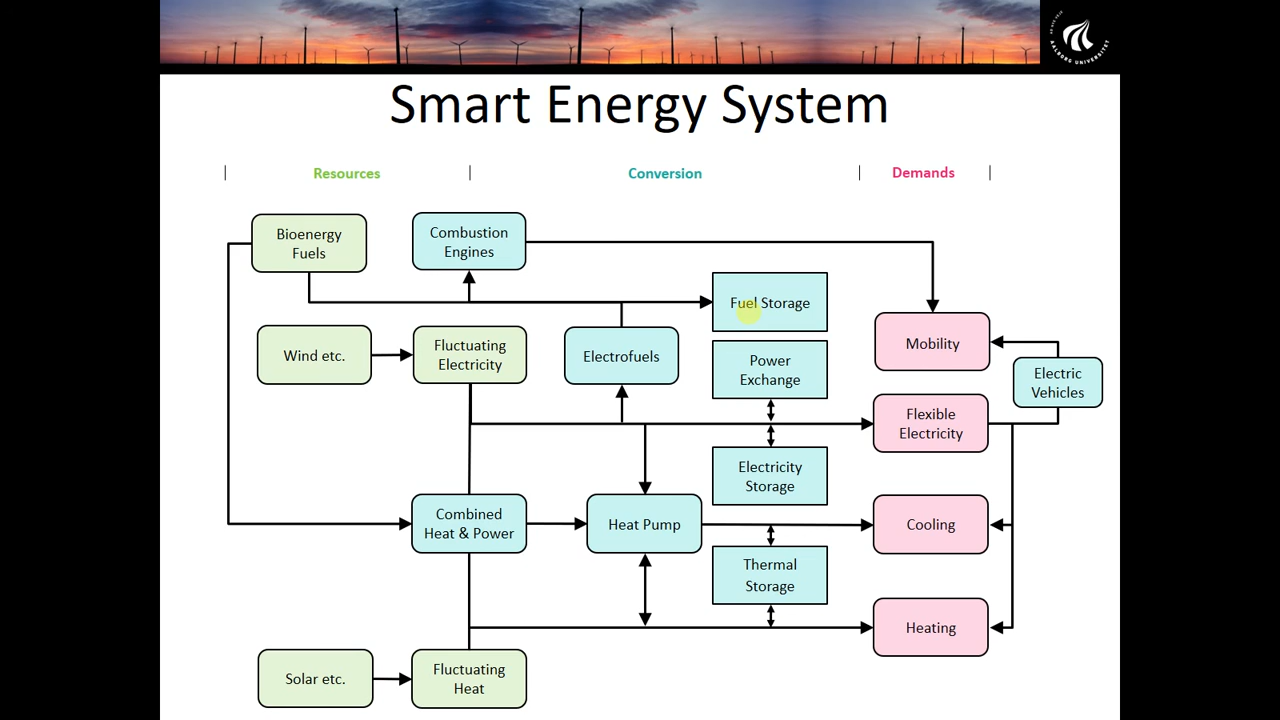 AALBORG UNIVERSITET
Smart Energy System
Resources
Conversion
Demands
Bioenergy
Fuels
Combustion
Engines
Fuel Storage
Wind etc.
Fluctuating
Electricity
Electrofuels
Power
Exchange
Mobility
Electric
Vehicles
Flexible
Electricity
Electricity
Storage
Combined
Heat & Power
Heat Pump
Cooling
Thermal
Storage
Heating
Solar etc.
Fluctuating
Heat